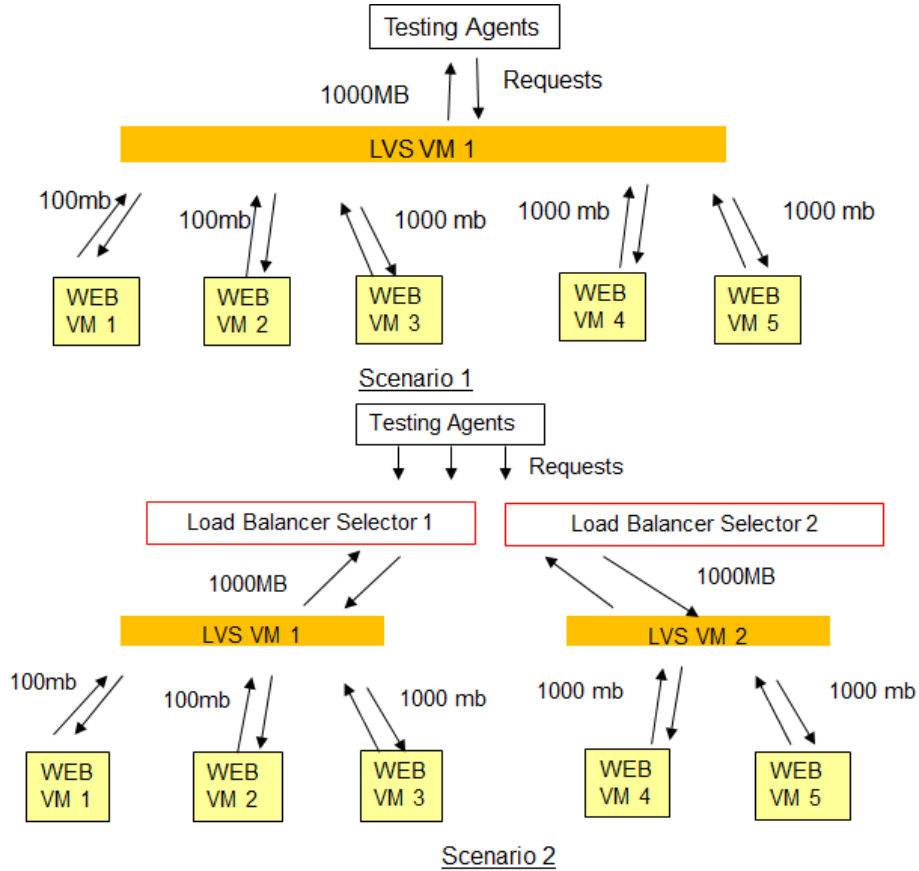 Testing Agents
Requests
1000MB
LVS VM 1
100mb
100mb
1000 mb
1000 mb
1000 mb
WEB
VM 1
WEB
VM 2
WEB
VM 3
WEB
VM 4
WEB
VM 5
Scenario 1
Testing Agents
Requests
Load Balancer Selector 1
Load Balancer Selector 2
1000MB
1000MB
LVS VM 1
LVS VM 2
100mb
100mb
1000 mb
1000 mb
1000 mb
WEB
VM 1
WEB
VM 2
WEB
VM 3
WEB
VM 4
WEB
VM 5
Scenario 2